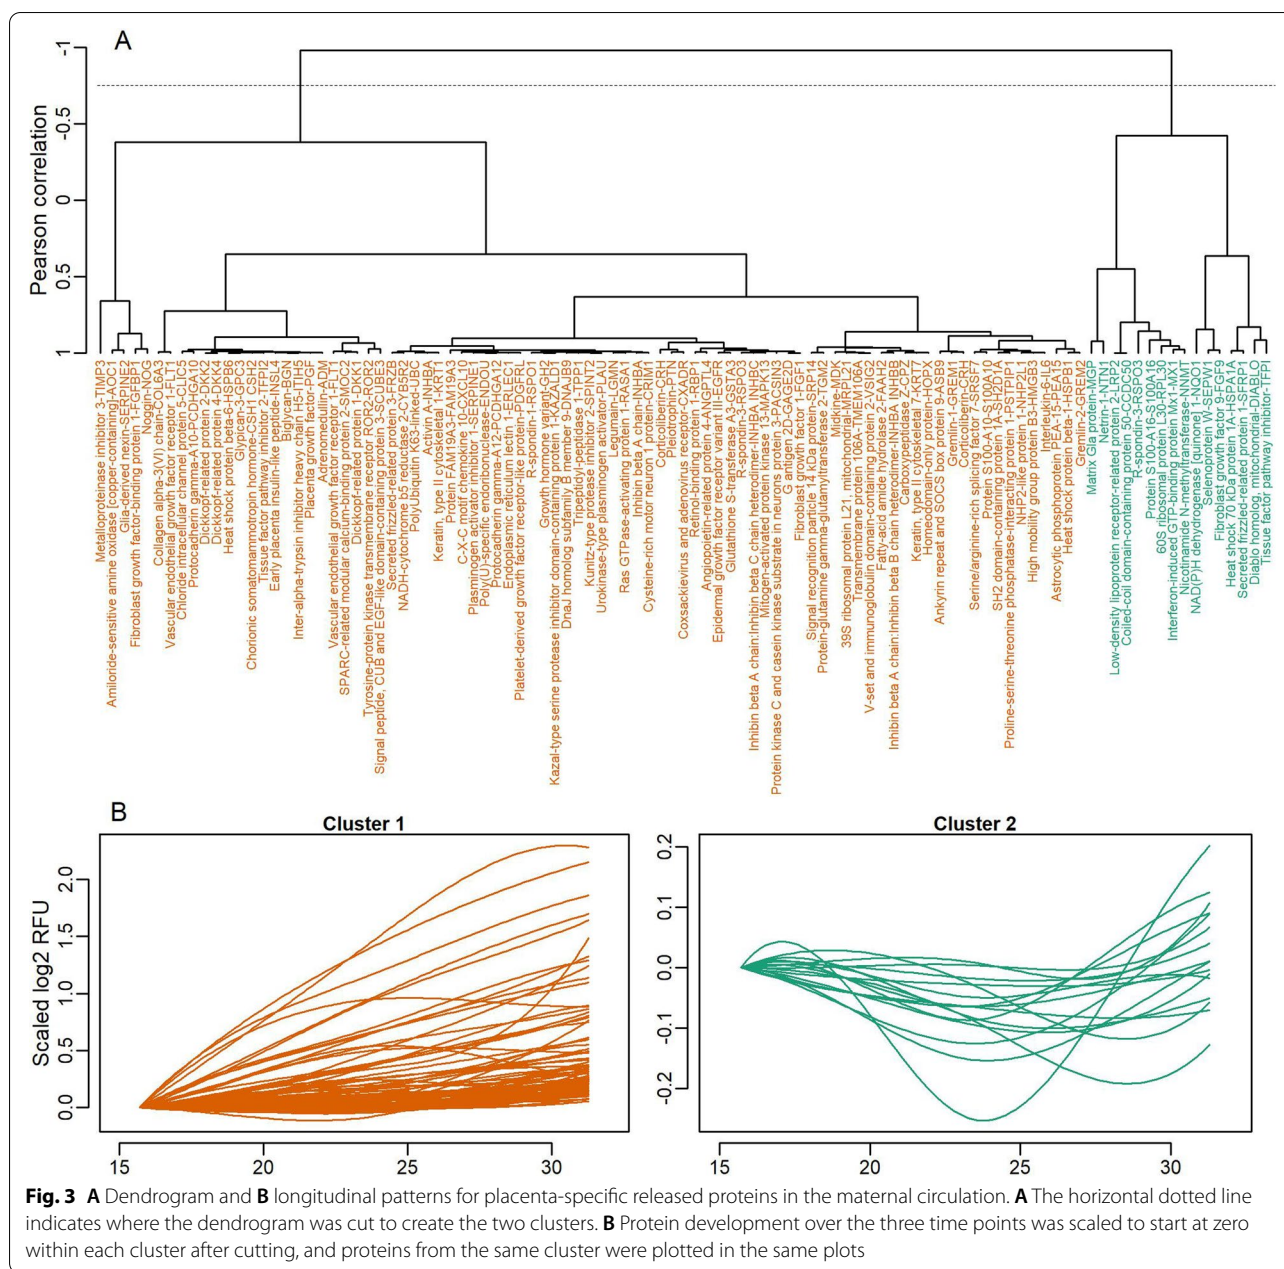 A
Pearson correlation
-1
-0.5
0
0.5
1
Metalloproteinase inhibitor 3-TIMP3
Amiloride-sensitive amine oxidase [copper-containing]-AOC1
Glia-derived nexin-SERPINE2
Fibroblast growth factor-binding protein 1-FGFBP1
Noggin-NOG
Collagen alpha-3(VI) chain-COL6A3
Vascular endothelial growth factor receptor 1-FLT1
Chloride intracellular channel protein 5-CLIC5
Protocadherin gamma-A10-PCDHGA10
Dickkopf-related protein 2-DKK2
Dickkopf-related protein 4-DKK4
Heat shock protein beta-6-HSPB6
Glypican-3-GPC3
Chorionic somatomammotropin hormone-CSH1 CSH2
Tissue factor pathway inhibitor 2-TFPI2
Early placenta insulin-like peptide-INSL4
Biglycan-BGN
Inter-alpha-trypsin inhibitor heavy chain H5-ITIH5
Placenta growth factor-PGF
Adrenomedullin-ADM
Vascular endothelial growth factor receptor 1-FLT1
SPARC-related modular calcium-binding protein 2-SMOC2
Dickkopf-related protein 1-DKK1
Tyrosine-protein kinase transmembrane receptor ROR2-ROR2
Signal peptide, CUB and EGF-like domain-containing protein 3-SCUBE3
Secreted frizzled-related protein 3-FRZB
NADH-cytochrome b5 reductase 2-CYB5R2
PolyUbiquitin K63-linked-UBC
Activin A-INHBA
Keratin, type II cytoskeletal 1-KRT1
Protein FAM19A3-FAM19A3
C-X-C motif chemokine 10-CXCL10
Plasminogen activator inhibitor 1-SERPINE1
Poly(U)-specific endoribonuclease-ENDOU
Protocadherin gamma-A12-PCDHGA12
Endoplasmic reticulum lectin 1-ERLEC1
Platelet-derived growth factor receptor-like protein-PDGFRL
R-spondin-1-RSPO1
Growth hormone variant-GH2
Kazal-type serine protease inhibitor domain-containing protein 1-KAZALD1
DnaJ homolog subfamily B member 9-DNAJB9
Tripeptidyl-peptidase 1-TPP1
Kunitz-type protease inhibitor 2-SPINT2
Urokinase-type plasminogen activator-PLAU
Legumain-LGMN
Ras GTPase-activating protein 1-RASA1
Inhibin beta A chain-INHBA
Cysteine-rich motor neuron 1 protein-CRIM1
Corticoliberin-CRH
Pleiotrophin-PTN
Coxsackievirus and adenovirus receptor-CXADR
Retinol-binding protein 1-RBP1
Angiopoietin-related protein 4-ANGPTL4
Epidermal growth factor receptor variant III-EGFR
Glutathione S-transferase A3-GSTA3
R-spondin-3-RSPO3
Inhibin beta A chain:Inhibin beta C chain heterodimer-INHBA INHBC
Mitogen-activated protein kinase 13-MAPK13
Protein kinase C and casein kinase substrate in neurons protein 3-PACSIN3
G antigen 2D-GAGE2D
Fibroblast growth factor 1-FGF1
Signal recognition particle 14 kDa protein-SRP14
Protein-glutamine gamma-glutamyltransferase 2-TGM2
Midkine-MDK
39S ribosomal protein L21, mitochondrial-MRPL21
Transmembrane protein 106A-TMEM106A
V-set and immunoglobulin domain-containing protein 2-VSIG2
Fatty-acid amide hydrolase 2-FAAH2
Inhibin beta A chain:Inhibin beta B chain heterodimer-INHBA INHBB
Carboxypeptidase Z-CPZ
Keratin, type II cytoskeletal 7-KRT7
Homeodomain-only protein-HOPX
Ankyrin repeat and SOCS box protein 9-ASB9
Gremlin-1-GREM1
Corticoliberin-CRH
Serine/arginine-rich splicing factor 7-SRSF7
Protein S100-A10-S100A10
SH2 domain-containing protein 1A-SH2D1A
Proline-serine-threonine phosphatase-interacting protein 1-PSTPIP1
NHP2-like protein 1-NHP2L1
High mobility group protein B3-HMGB3
Interleukin-6-IL6
Astrocytic phosphoprotein PEA-15-PEA15
Heat shock protein beta-1-HSPB1
Gremlin-2-GREM2
Matrix Gla protein-MGP
Netrin-1-NTN1
Low-density lipoprotein receptor-related protein 2-LRP2
Coiled-coil domain-containing protein 50-CCDC50
R-spondin-3-RSPO3
Protein S100-A16-S100A16
60S ribosomal protein L30-RPL30
Interferon-induced GTP-binding protein Mx1-MX1
Nicotinamide N-methyltransferase-NNMT
NAD(P)H dehydrogenase [quinone] 1-NQO1
Selenoprotein W-SEPW1
Fibroblast growth factor 10-FGF10
Heat shock 70 kDa protein 1A-HSPA1A
Secreted frizzled-related protein 1-SFRP1
Diablo homolog, mitochondrial-DIABLO
Tissue factor pathway inhibitor-TFPI
B
Cluster 1
Scaled log2 RFU
2.0
1.5
1.0
0.5
0.0
15 20 25 30
Cluster 2
0.2
0.1
0.0
-0.1
-0.2
15 20 25 30
Fig. 3 A Dendrogram and B longitudinal patterns for placenta-specific released proteins in the maternal circulation. A The horizontal dotted line
indicates where the dendrogram was cut to create the two clusters. B Protein development over the three time points was scaled to start at zero
within each cluster after cutting, and proteins from the same cluster were plotted in the same plots